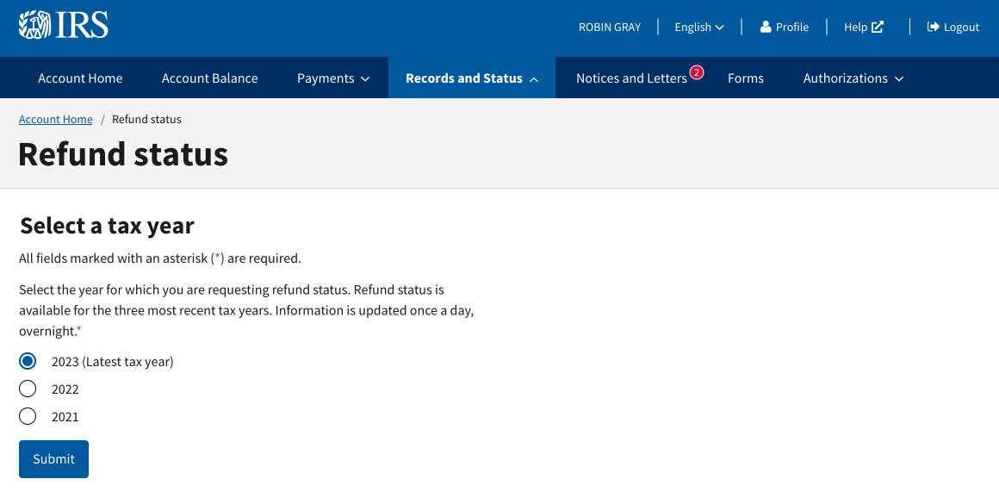 IRS
ROBIN GRAY English Profile Help Logout
Account Home Account Balance Payments Records and Status Notices and Letters 2 Forms Authorizations
Account Home / Refund status
Refund status
Select a tax year
All fields marked with an asterisk (*) are required.
Select the year for which you are requesting refund status. Refund status is
available for the three most recent tax years. Information is updated once a day,
overnight.*
2023 (Latest tax year)
2022
2021
Submit